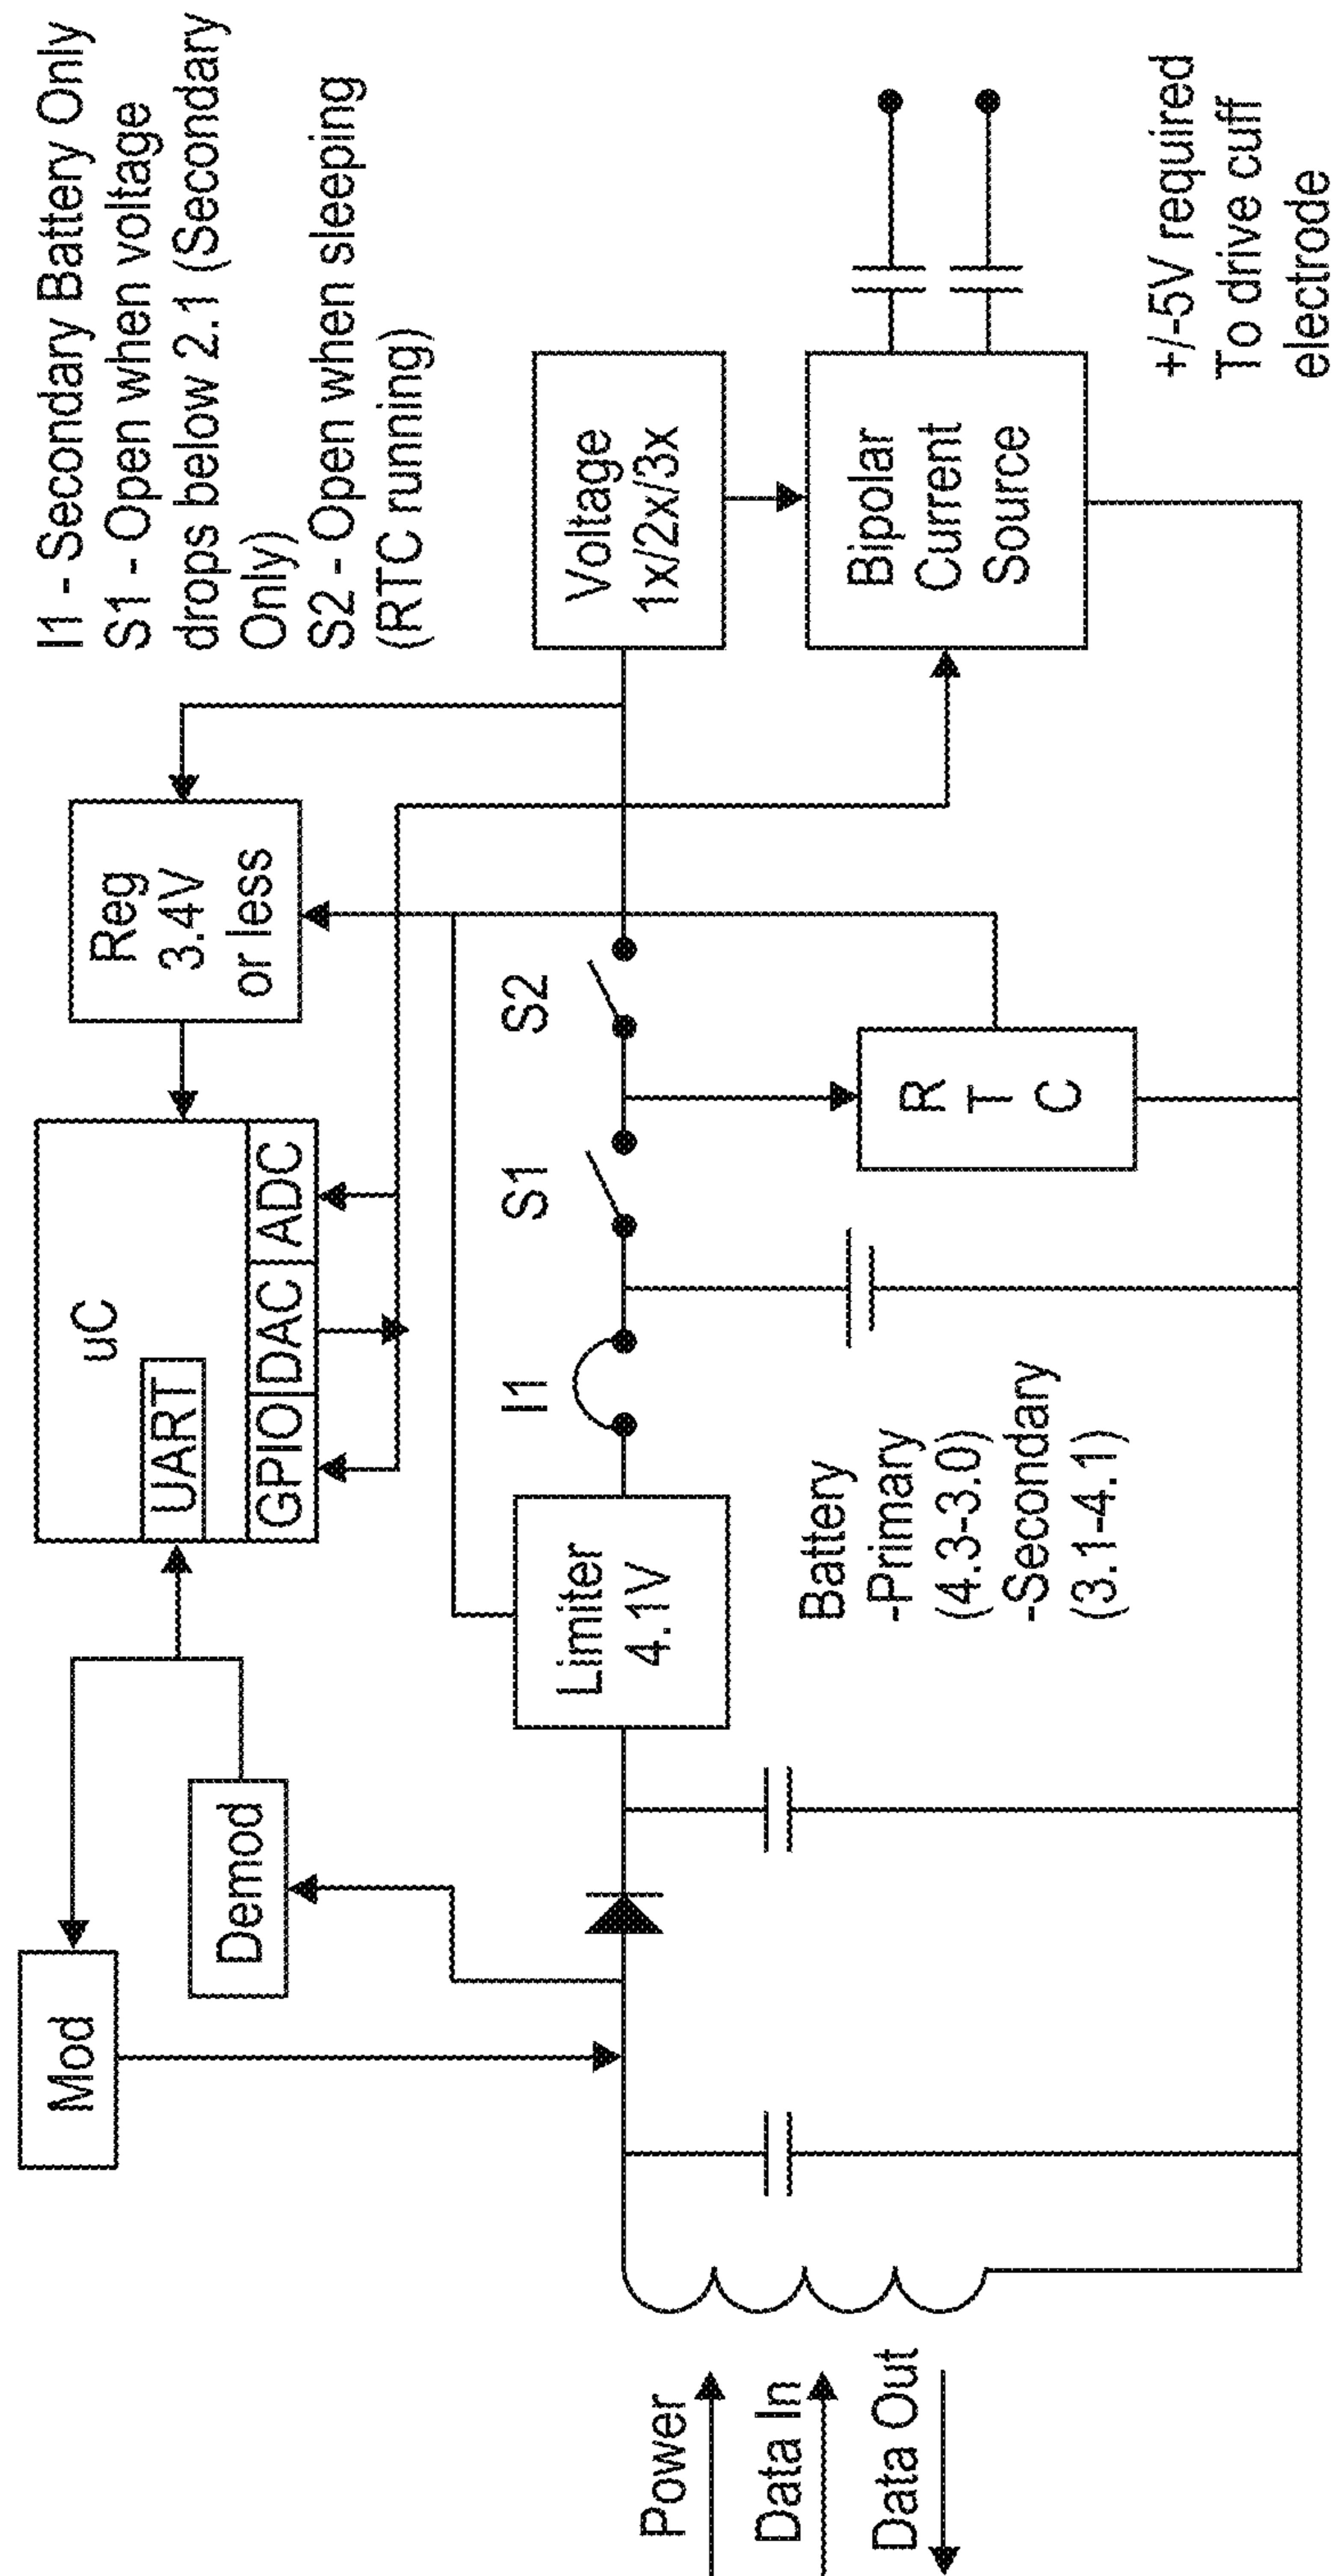 I1 - Secondary Battery Only
S1 - Open when voltage
drops below 2.1 (Secondary
Only)
S2 - Open when sleeping
(RTC running)
Mod
Demod
uC
UART
GPIO
DAC
ADC
Reg
3.4V
or less
Limiter
4.1V
I1
S1
S2
Voltage
1x/2x/3x
Power
Data In
Data Out
Battery
-Primary
(4.3-3.0)
-Secondary
(3.1-4.1)
R
T
C
Bipolar
Current
Source
+/-5V required
To drive cuff
electrode